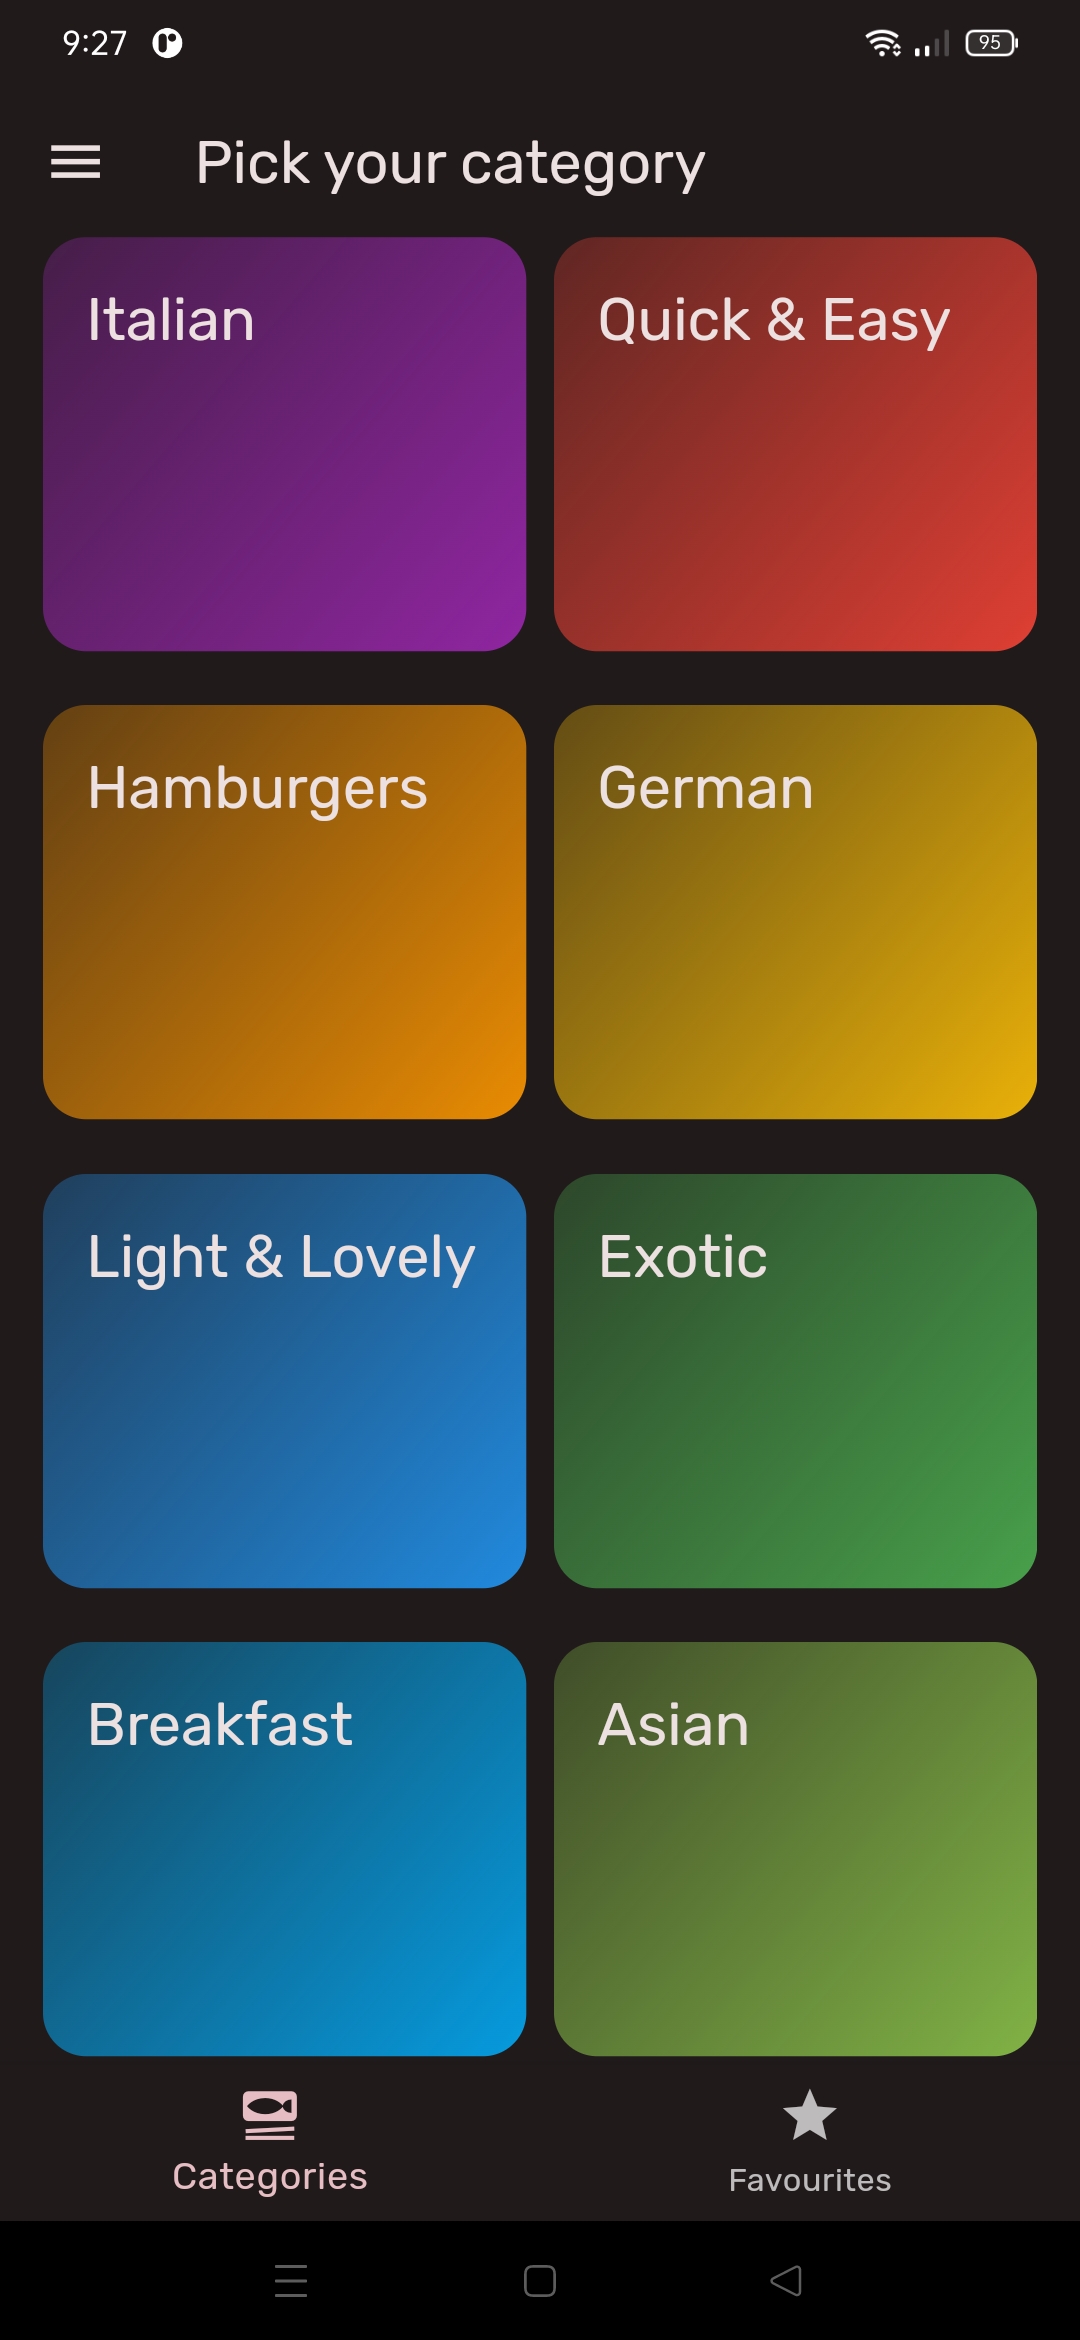 9:27
95
Pick your category
Italian
Quick & Easy
Hamburgers
German
Light & Lovely
Exotic
Breakfast
Asian
Categories
Favourites